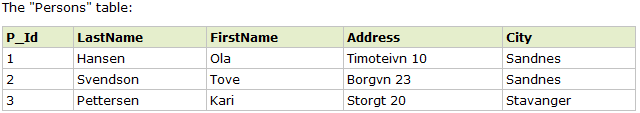 The "Persons" table:
P_Id LastName FirstName Address City
1 Hansen Ola Timoteivn 10 Sandnes
2 Svendson Tove Borgvn 23 Sandnes
3 Pettersen Kari Storgt 20 Stavanger